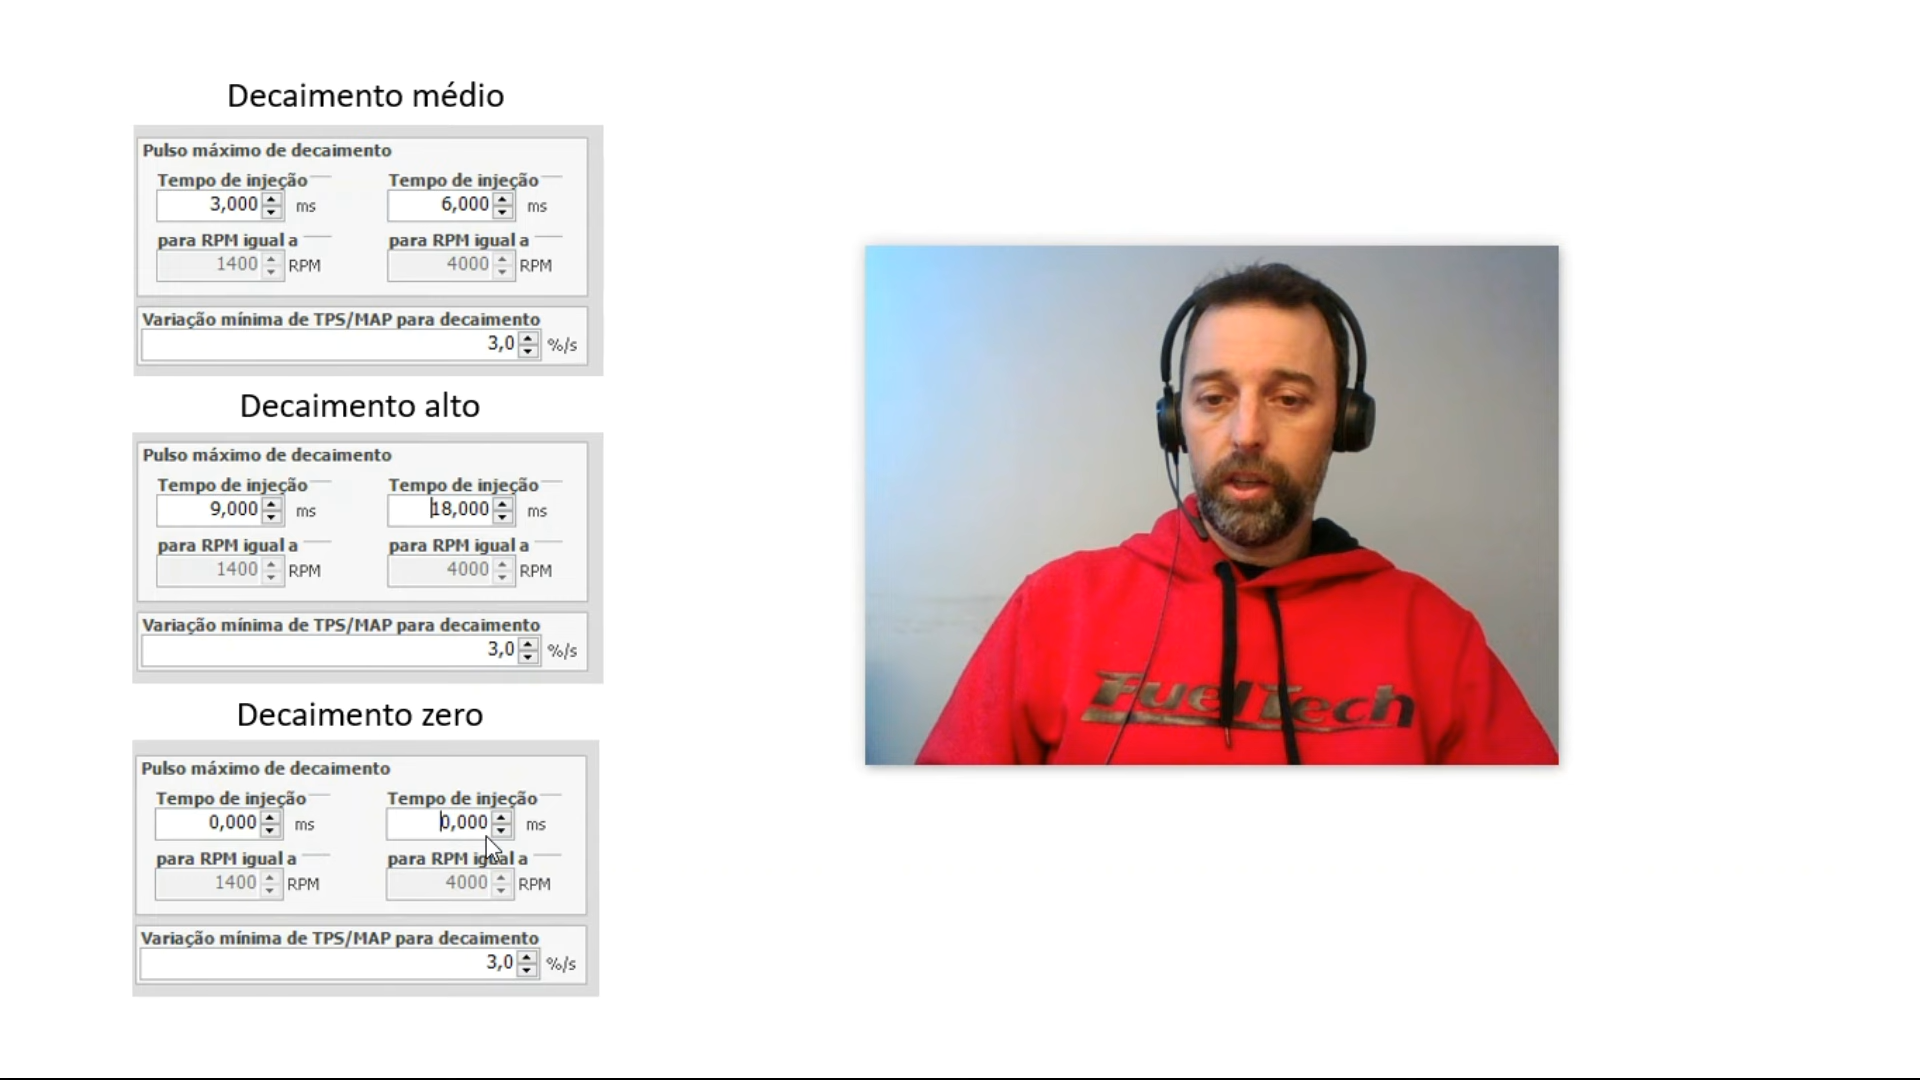 Decaimento médio
Pulso máximo de decaimento
Tempo de injeção Tempo de injeção
3,000 ms 6,000 ms
para RPM igual a para RPM igual a
1400 RPM 4000 RPM
Variação mínima de TPS/MAP para decaimento
3,0 %/s
Decaimento alto
Pulso máximo de decaimento
Tempo de injeção Tempo de injeção
9,000 ms 18,000 ms
para RPM igual a para RPM igual a
1400 RPM 4000 RPM
Variação mínima de TPS/MAP para decaimento
3,0 %/s
Decaimento zero
Pulso máximo de decaimento
Tempo de injeção Tempo de injeção
0,000 ms 0,000 ms
para RPM igual a para RPM igual a
1400 RPM 4000 RPM
Variação mínima de TPS/MAP para decaimento
3,0 %/s
FuelTech